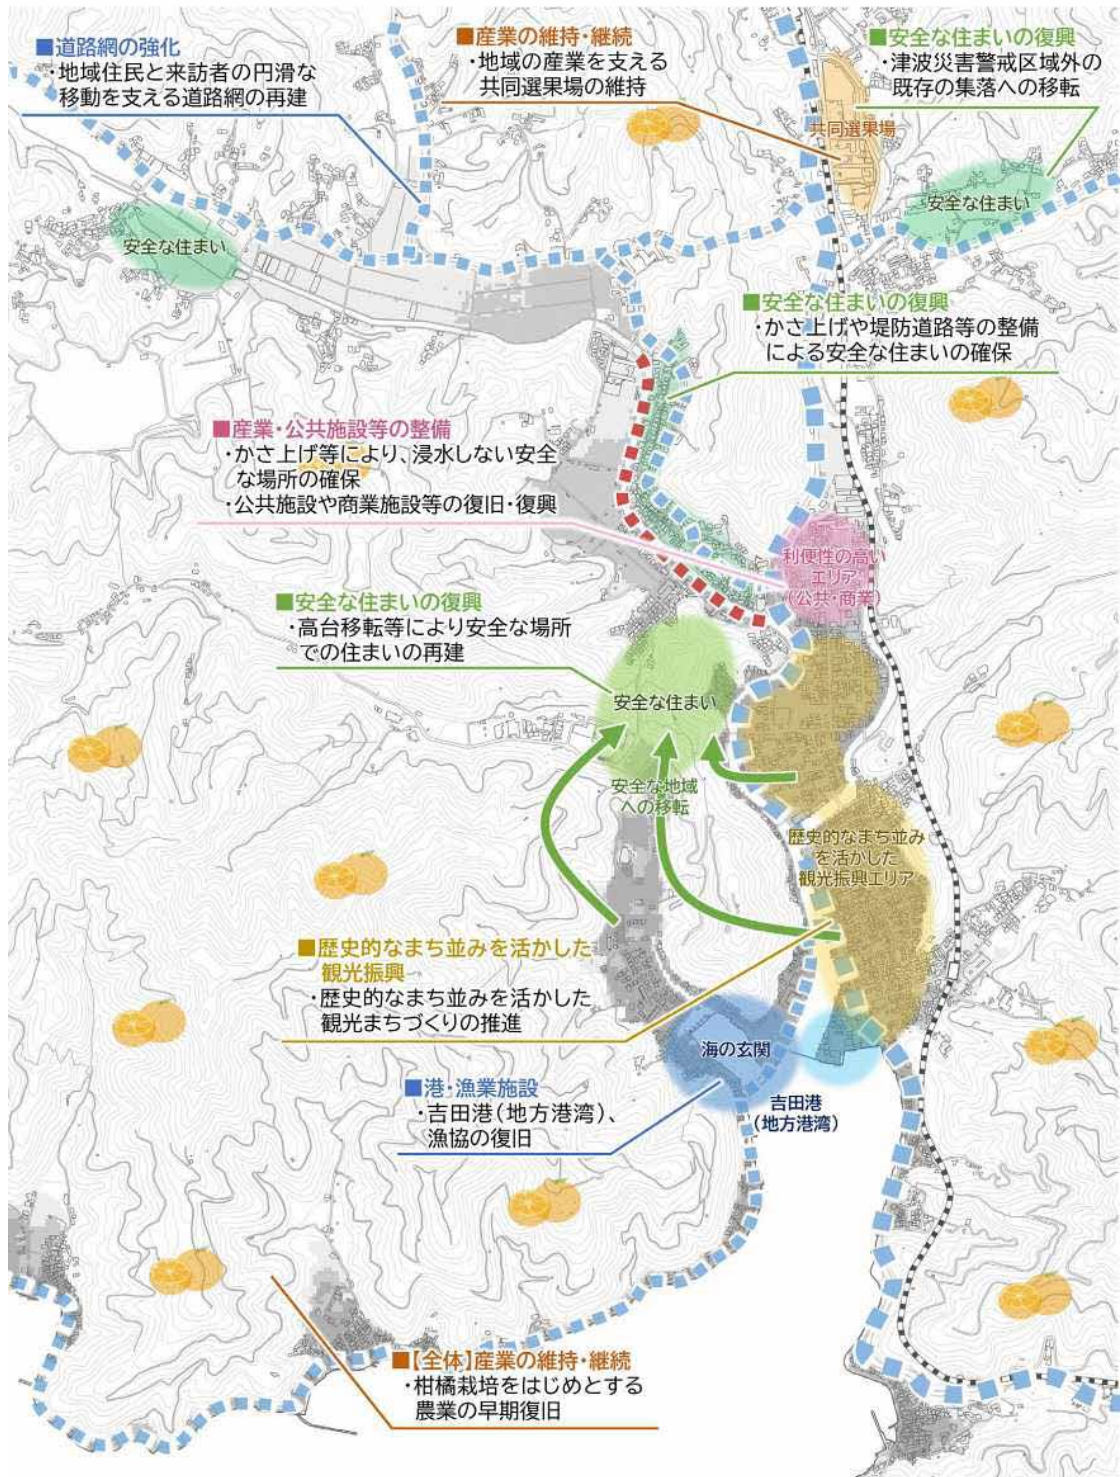 ■道路網の強化
・地域住民と来訪者の円滑な
移動を支える道路網の再建
■産業の維持・継続
・地域の産業を支える
共同選果場の維持
■安全な住まいの復興
・津波災害警戒区域外の
既存の集落への移転
共同選果場
安全な住まい
安全な住まい
■安全な住まいの復興
・かさ上げや堤防道路等の整備
による安全な住まいの確保
■産業・公共施設等の整備
・かさ上げ等により、浸水しない安全
な場所の確保
・公共施設や商業施設等の復旧・復興
利便性の高い
エリア
(公共・商業)
■安全な住まいの復興
・高台移転等により安全な場所
での住まいの再建
安全な住まい
安全な地域
への移転
歴史的なまち並み
を活かした
観光振興エリア
■歴史的なまち並みを活かした
観光振興
・歴史的なまち並みを活かした
観光まちづくりの推進
海の玄関
■港・漁業施設
・吉田港(地方港湾)、
漁協の復旧
吉田港
(地方港湾)
■【全体】産業の維持・継続
・柑橘栽培をはじめとする
農業の早期復旧